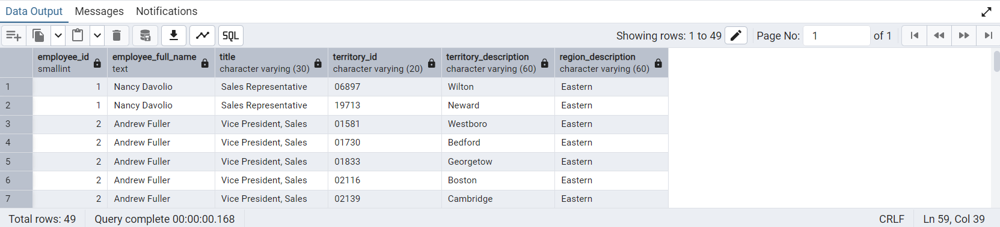 Data Output Messages Notifications
SQL Showing rows: 1 to 49 Page No: 1 of 1
employee_id employee_full_name title territory_id territory_description region_description
smallint text character varying (30) character varying (20) character varying (60) character varying (60)
1 1 Nancy Davolio Sales Representative 06897 Wilton Eastern
2 1 Nancy Davolio Sales Representative 19713 Neward Eastern
3 2 Andrew Fuller Vice President, Sales 01581 Westboro Eastern
4 2 Andrew Fuller Vice President, Sales 01730 Bedford Eastern
5 2 Andrew Fuller Vice President, Sales 01833 Georgetow Eastern
6 2 Andrew Fuller Vice President, Sales 02116 Boston Eastern
7 2 Andrew Fuller Vice President, Sales 02139 Cambridge Eastern
Total rows: 49 Query complete 00:00:00.168 CRLF Ln 59, Col 39